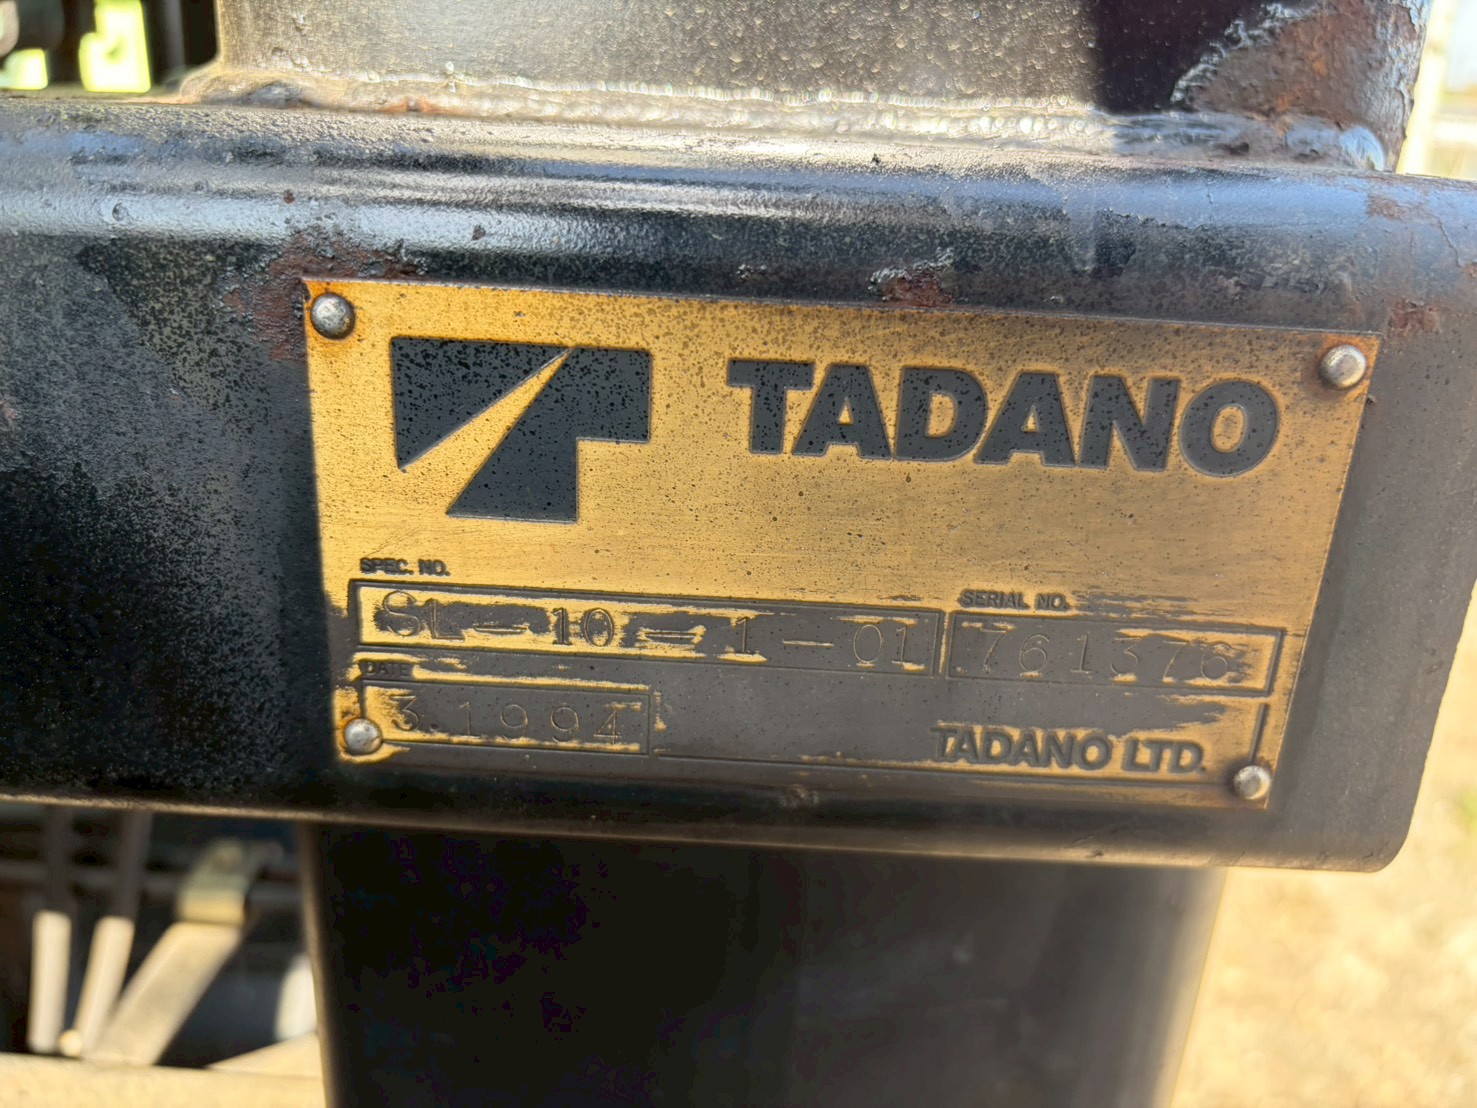 TADANO
SPEC. NO.
SERIAL NO.
SL-10-1-01
761376
DATE
3.1994
TADANO LTD.